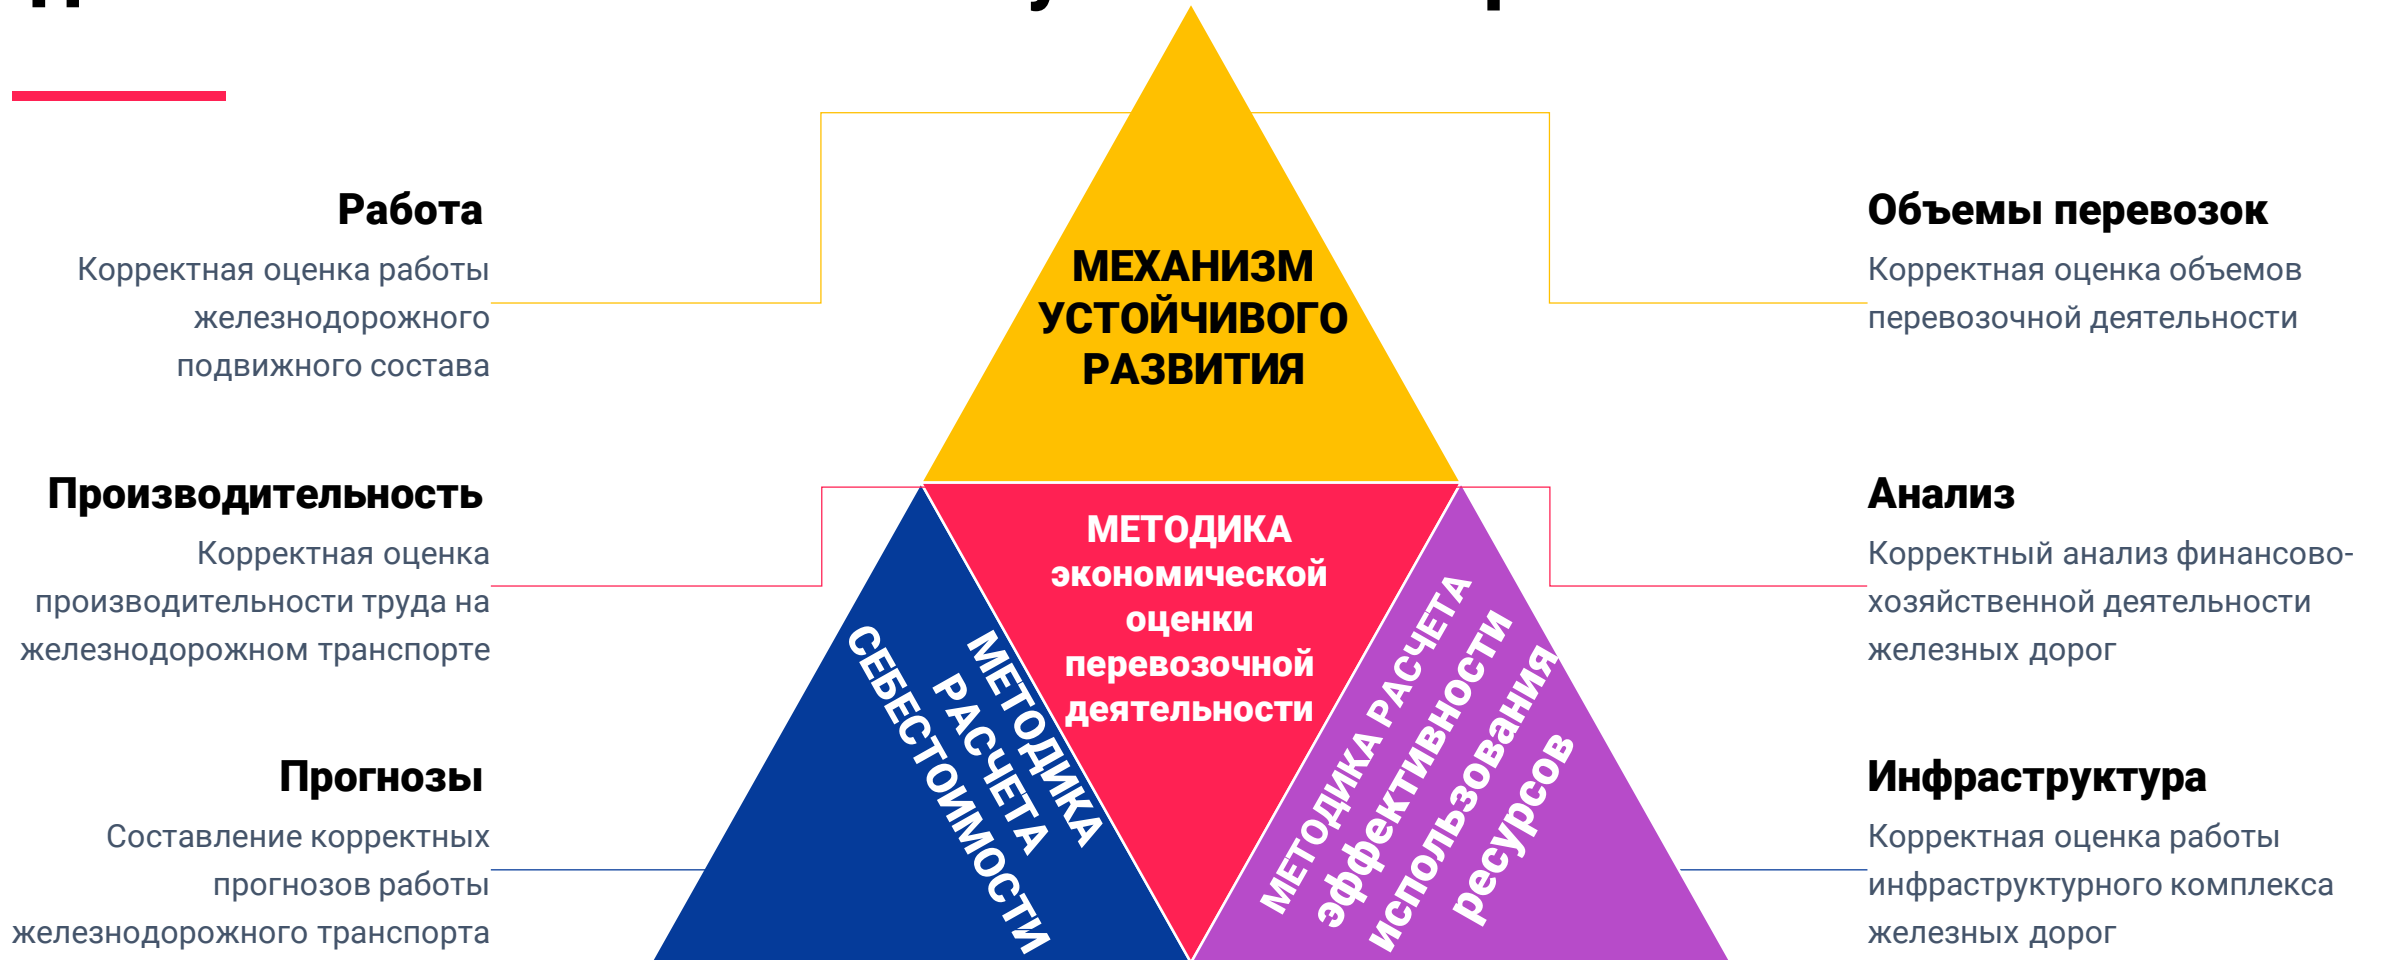 Работа
Корректная оценка работы
железнодорожного
подвижного состава
Производительность
Корректная оценка
производительности труда на
железнодорожном транспорте
Прогнозы
Составление корректных
прогнозов работы
железнодорожного транспорта
МЕХАНИЗМ
УСТОЙЧИВОГО
РАЗВИТИЯ
МЕТОДИКА
экономической
оценки
перевозочной
деятельности
МЕТОДИКА
РАСЧЕТА
СЕБЕСТОИМОСТИ
МЕТОДИКА РАСЧЕТА
эффективности
использования
ресурсов
Объемы перевозок
Корректная оценка объемов
перевозочной деятельности
Анализ
Корректный анализ финансово-
хозяйственной деятельности
железных дорог
Инфраструктура
Корректная оценка работы
инфраструктурного комплекса
железных дорог